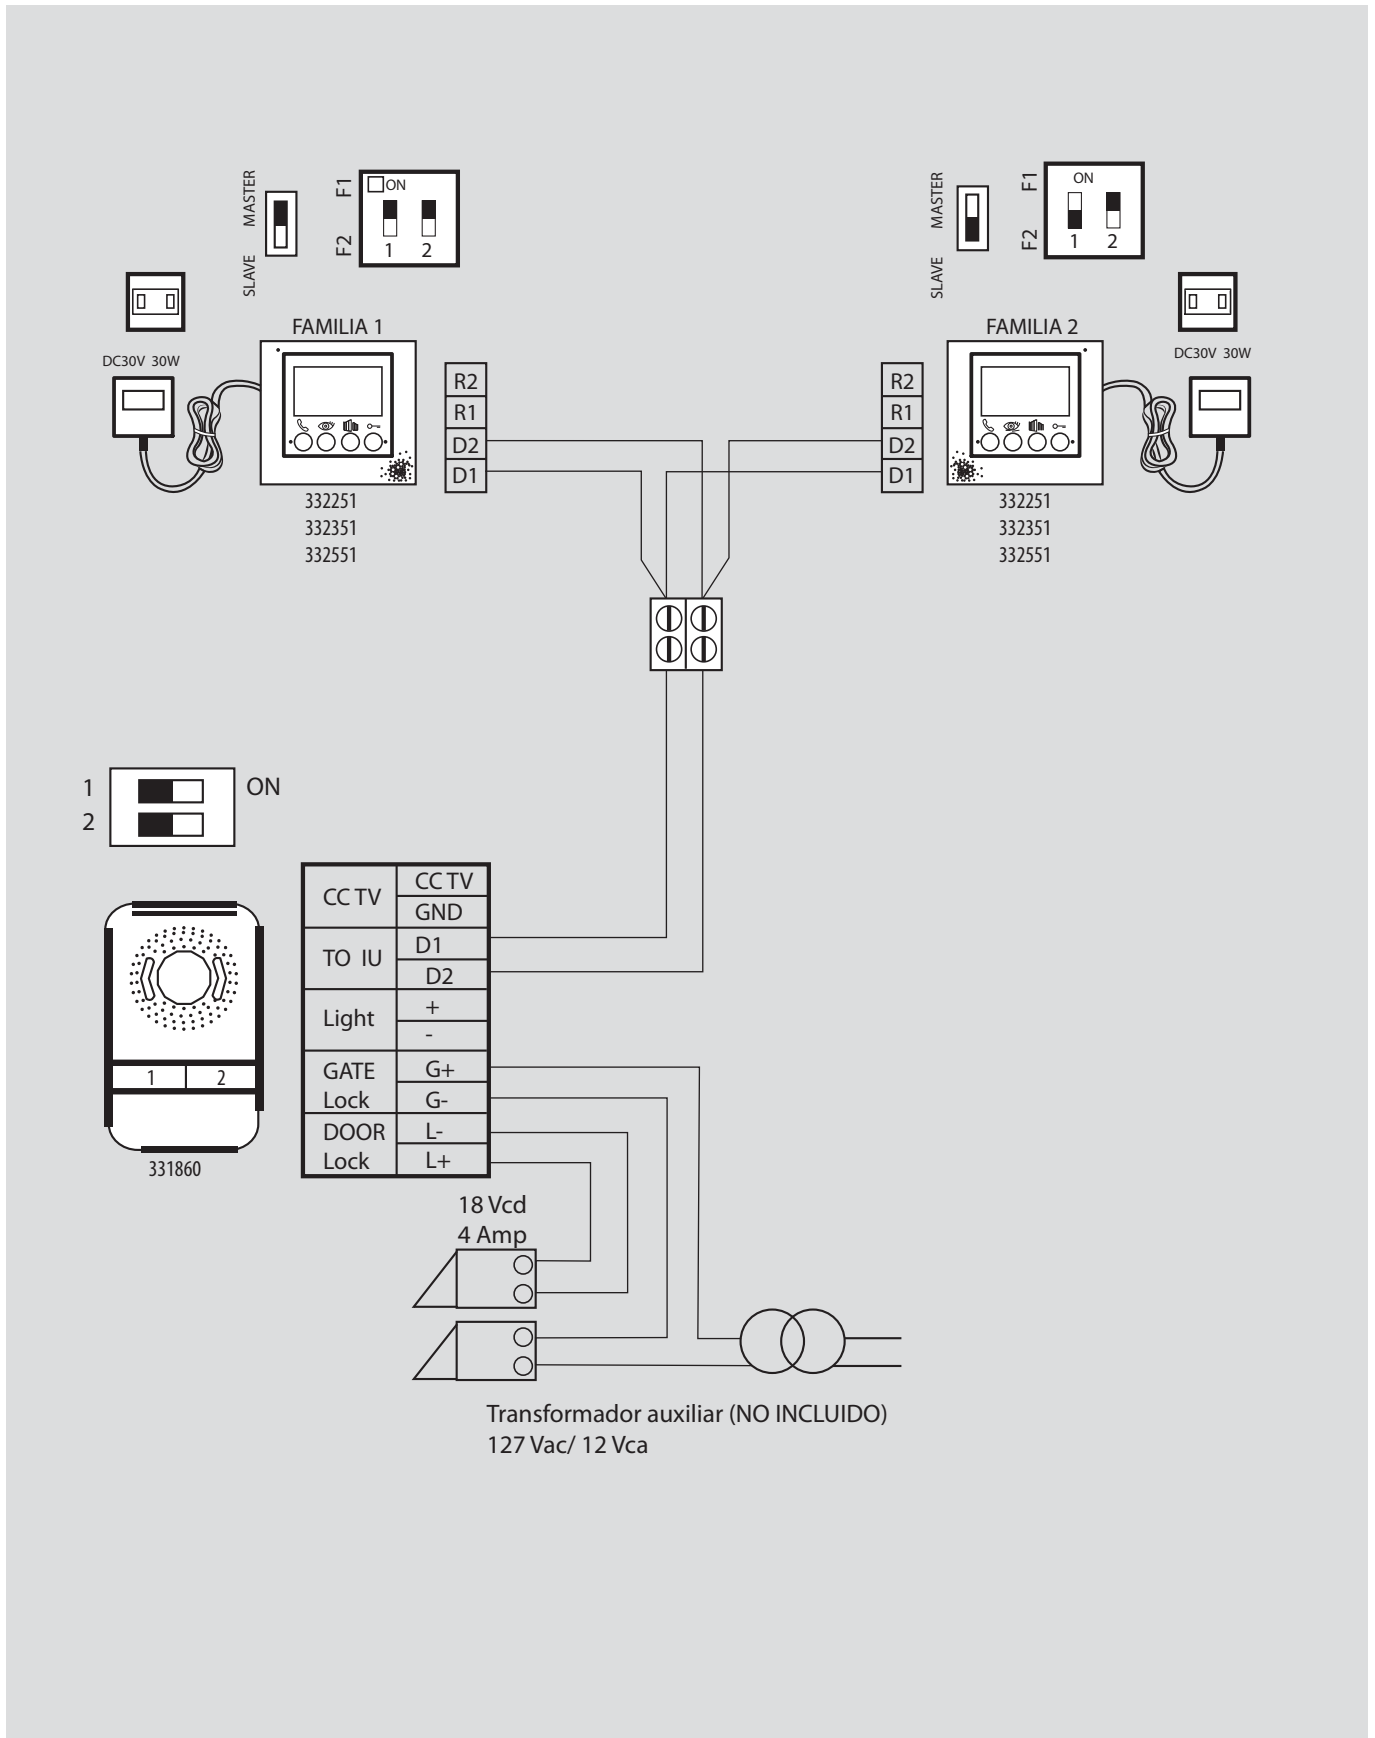 MASTER
SLAVE
F1
F2
ON
1 2
FAMILIA 1
DC30V 30W
R2
R1
D2
D1
332251
332351
332551
MASTER
SLAVE
F1
F2
ON
1 2
FAMILIA 2
DC30V 30W
R2
R1
D2
D1
332251
332351
332551
1
2
ON
1 2
331860
CC TV
CC TV
GND
TO IU
D1
D2
Light
+
-
GATE
Lock
G+
G-
DOOR
Lock
L-
L+
18 Vcd
4 Amp
Transformador auxiliar (NO INCLUIDO)
127 Vac/ 12 Vca